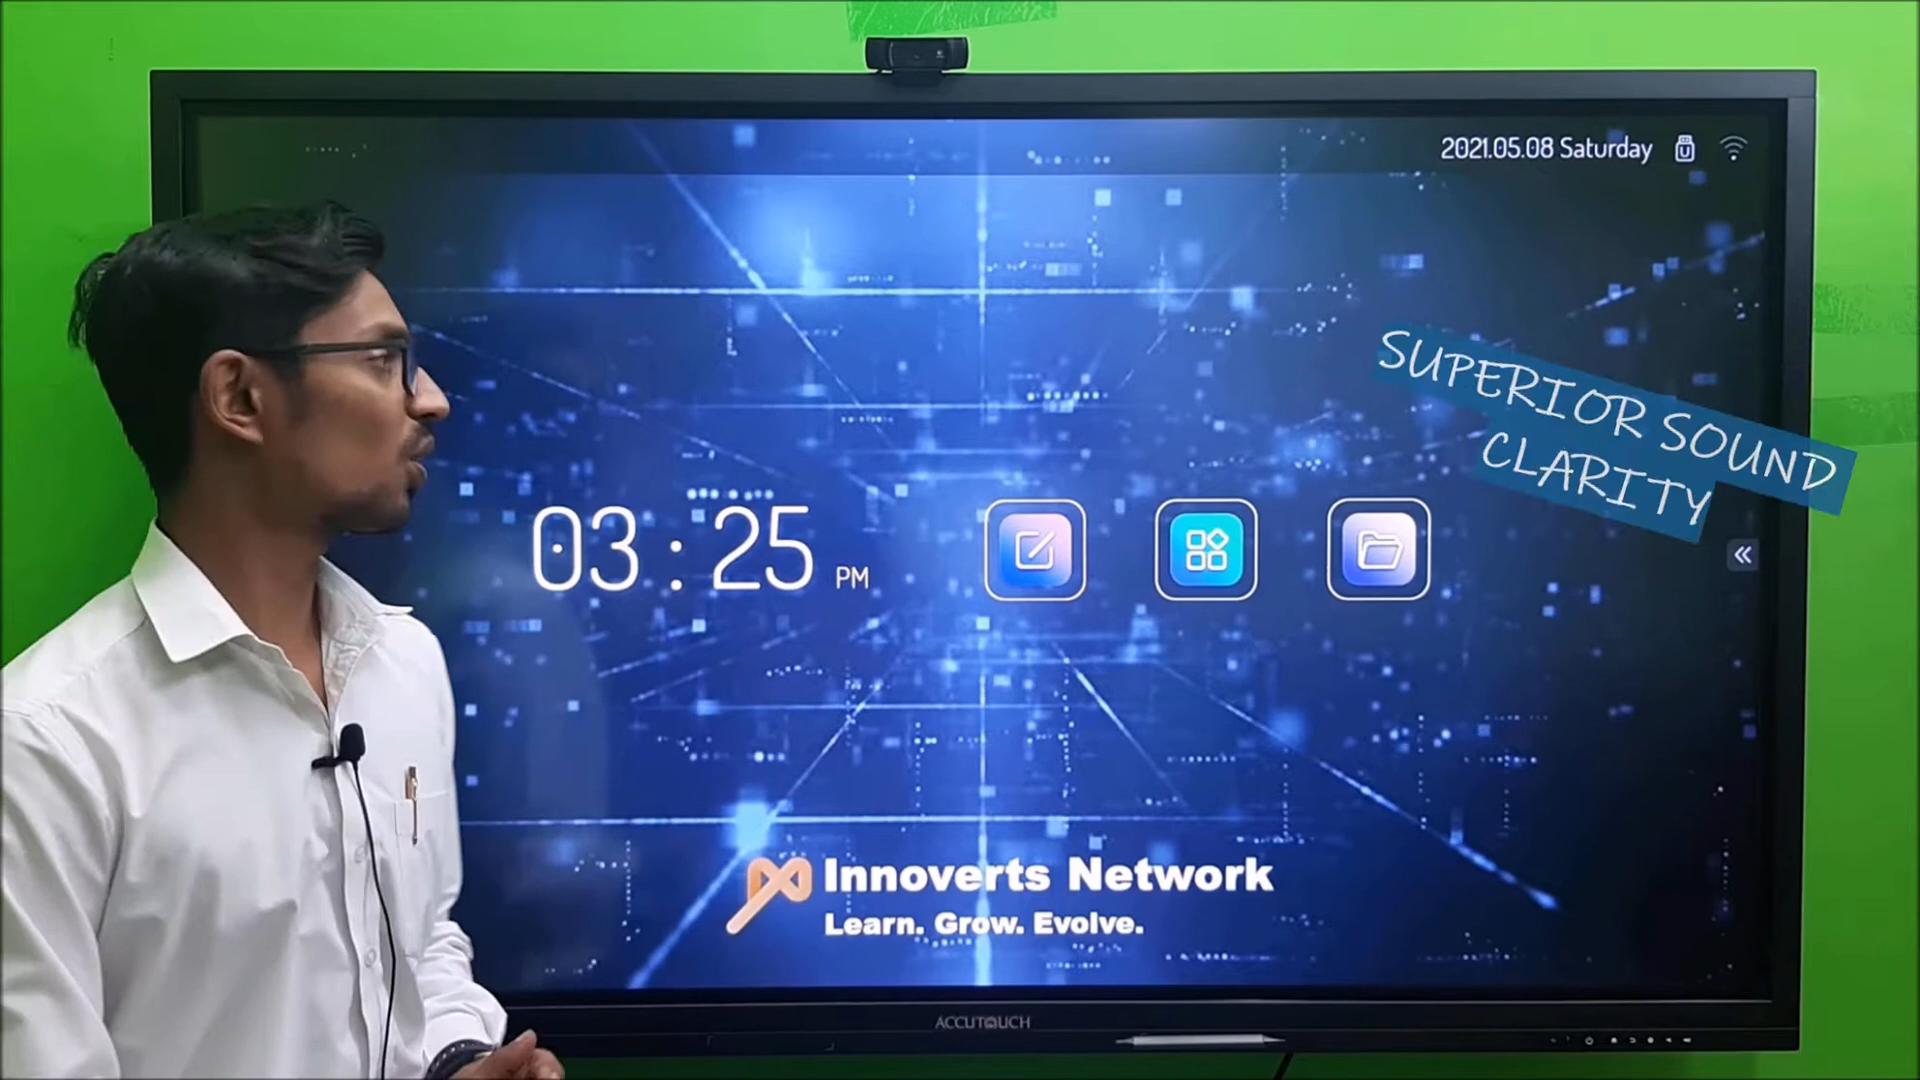 2021.05.08 Saturday
SUPERIOR SOUND
CLARITY
03:25 PM
Innoverts Network
Learn. Grow. Evolve.
ACCUTOUCH